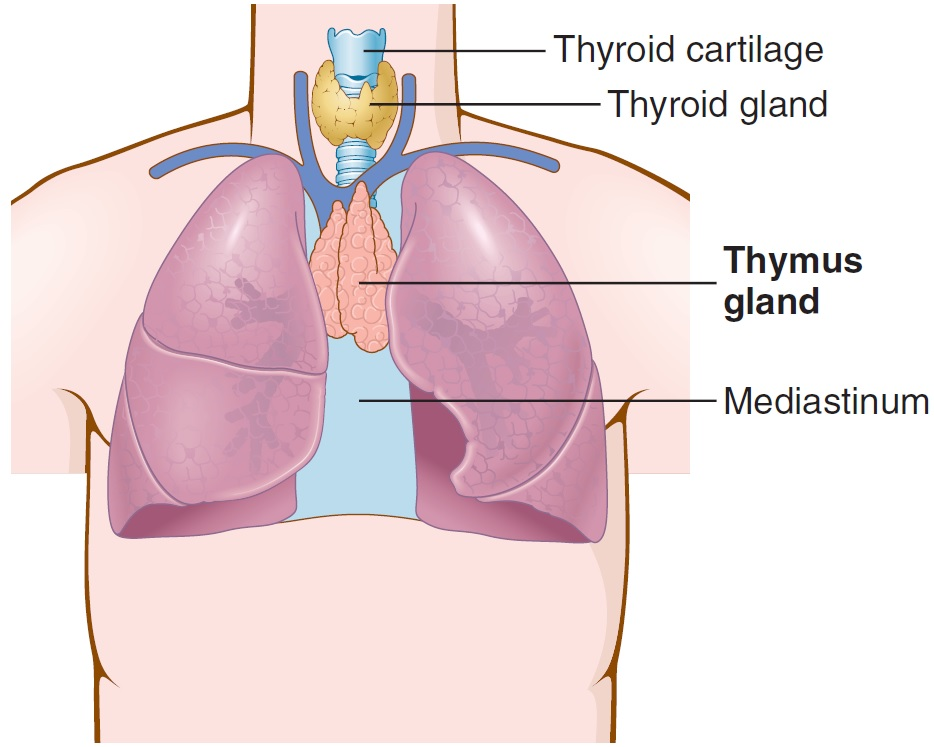 Thyroid cartilage
Thyroid gland
Thymus
gland
Mediastinum